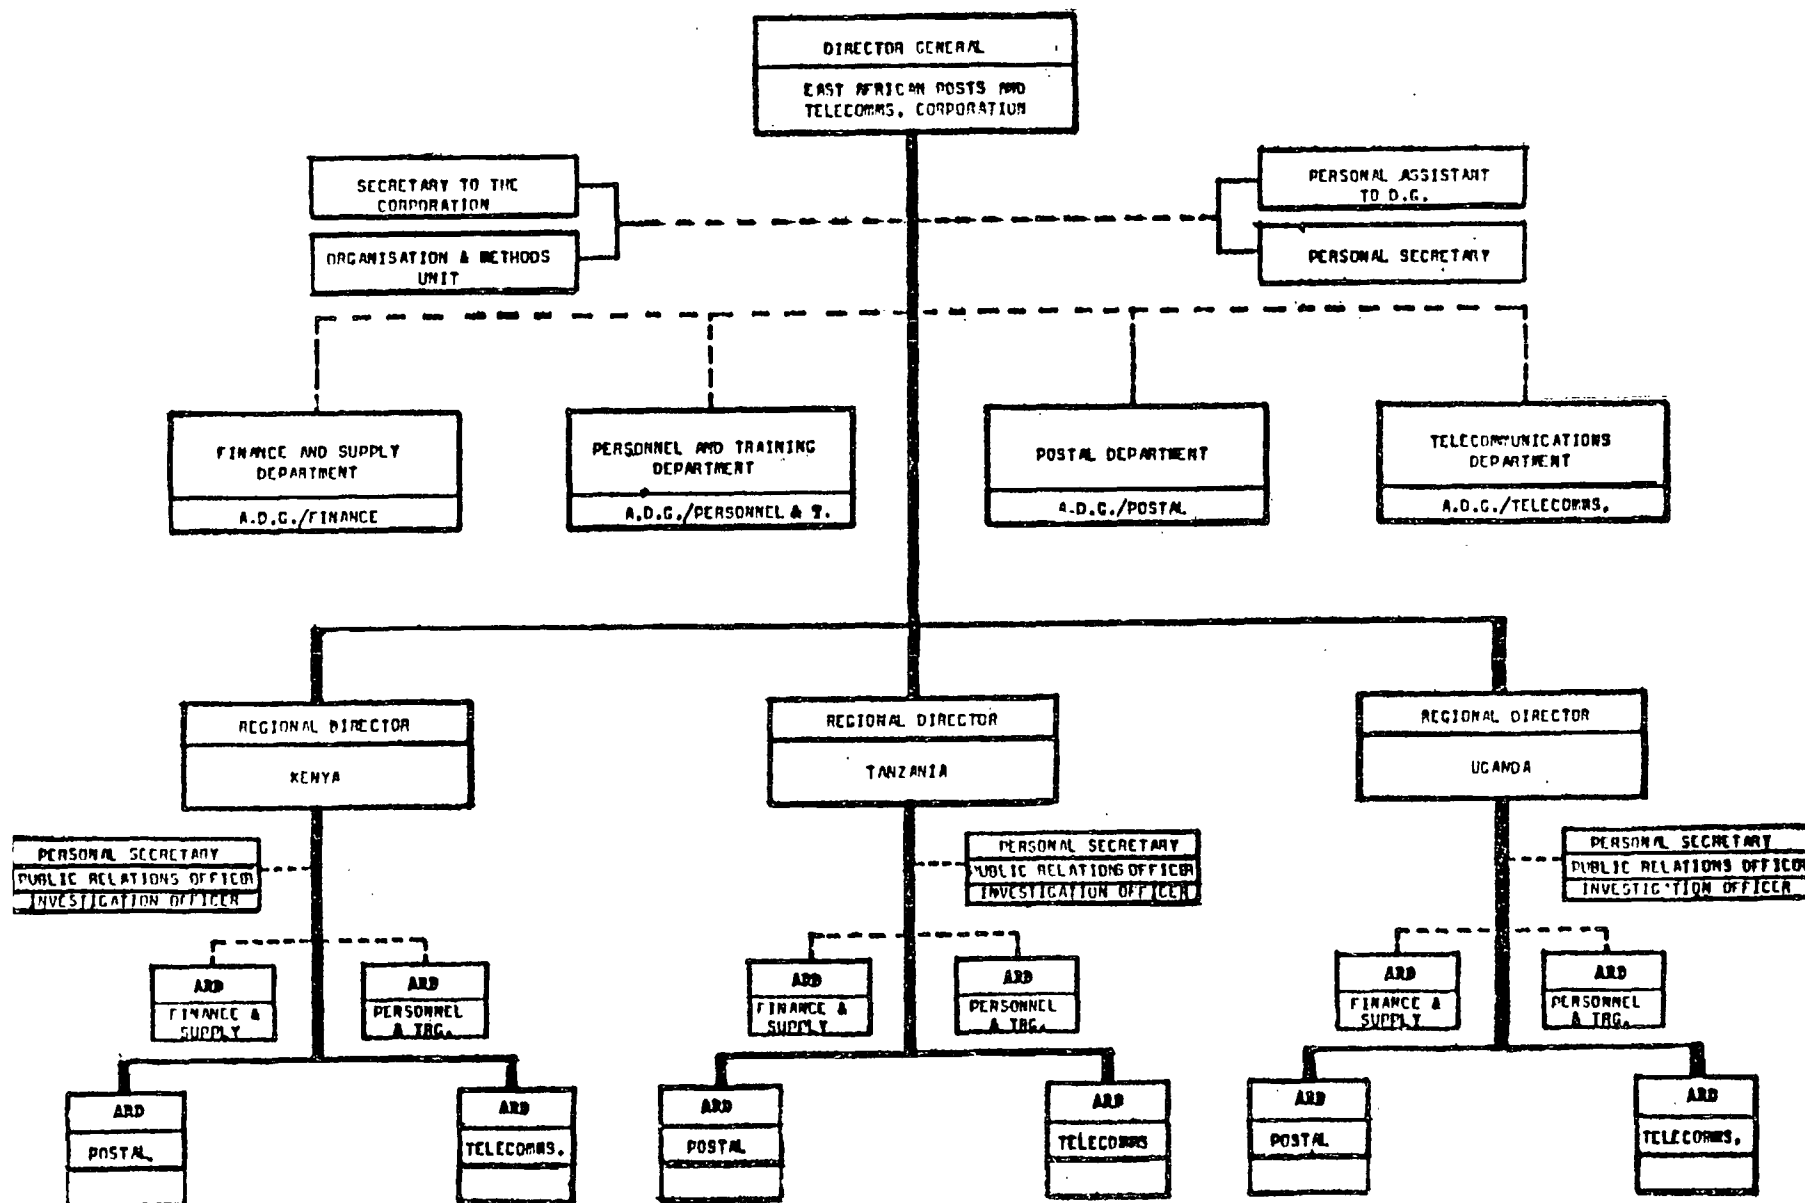 DIRECTOR GENERAL
EAST AFRICAN POSTS AND
TELECOMMS. CORPORATION
SECRETARY TO THE
CORPORATION
ORGANISATION & METHODS
UNIT
PERSONAL ASSISTANT
TO D.G.
PERSONAL SECRETARY
FINANCE AND SUPPLY
DEPARTMENT
A.D.G./FINANCE
PERSONNEL AND TRAINING
DEPARTMENT
A.D.G./PERSONNEL & T.
POSTAL DEPARTMENT
A.D.G./POSTAL
TELECOMMUNICATIONS
DEPARTMENT
A.D.G./TELECOMMS.
REGIONAL DIRECTOR
KENYA
REGIONAL DIRECTOR
TANZANIA
REGIONAL DIRECTOR
UGANDA
PERSONAL SECRETARY
PUBLIC RELATIONS OFFICER
INVESTIGATION OFFICER
PERSONAL SECRETARY
PUBLIC RELATIONS OFFICER
INVESTIGATION OFFICER
PERSONAL SECRETARY
PUBLIC RELATIONS OFFICER
INVESTIGATION OFFICER
ARD
FINANCE &
SUPPLY
ARD
PERSONNEL
& TRG.
ARD
FINANCE &
SUPPLY
ARD
PERSONNEL
& TRG.
ARD
FINANCE &
SUPPLY
ARD
PERSONNEL
& TRG.
ARD
POSTAL
ARD
TELECOMMS.
ARD
POSTAL
ARD
TELECOMMS
ARD
POSTAL
ARD
TELECOMMS.